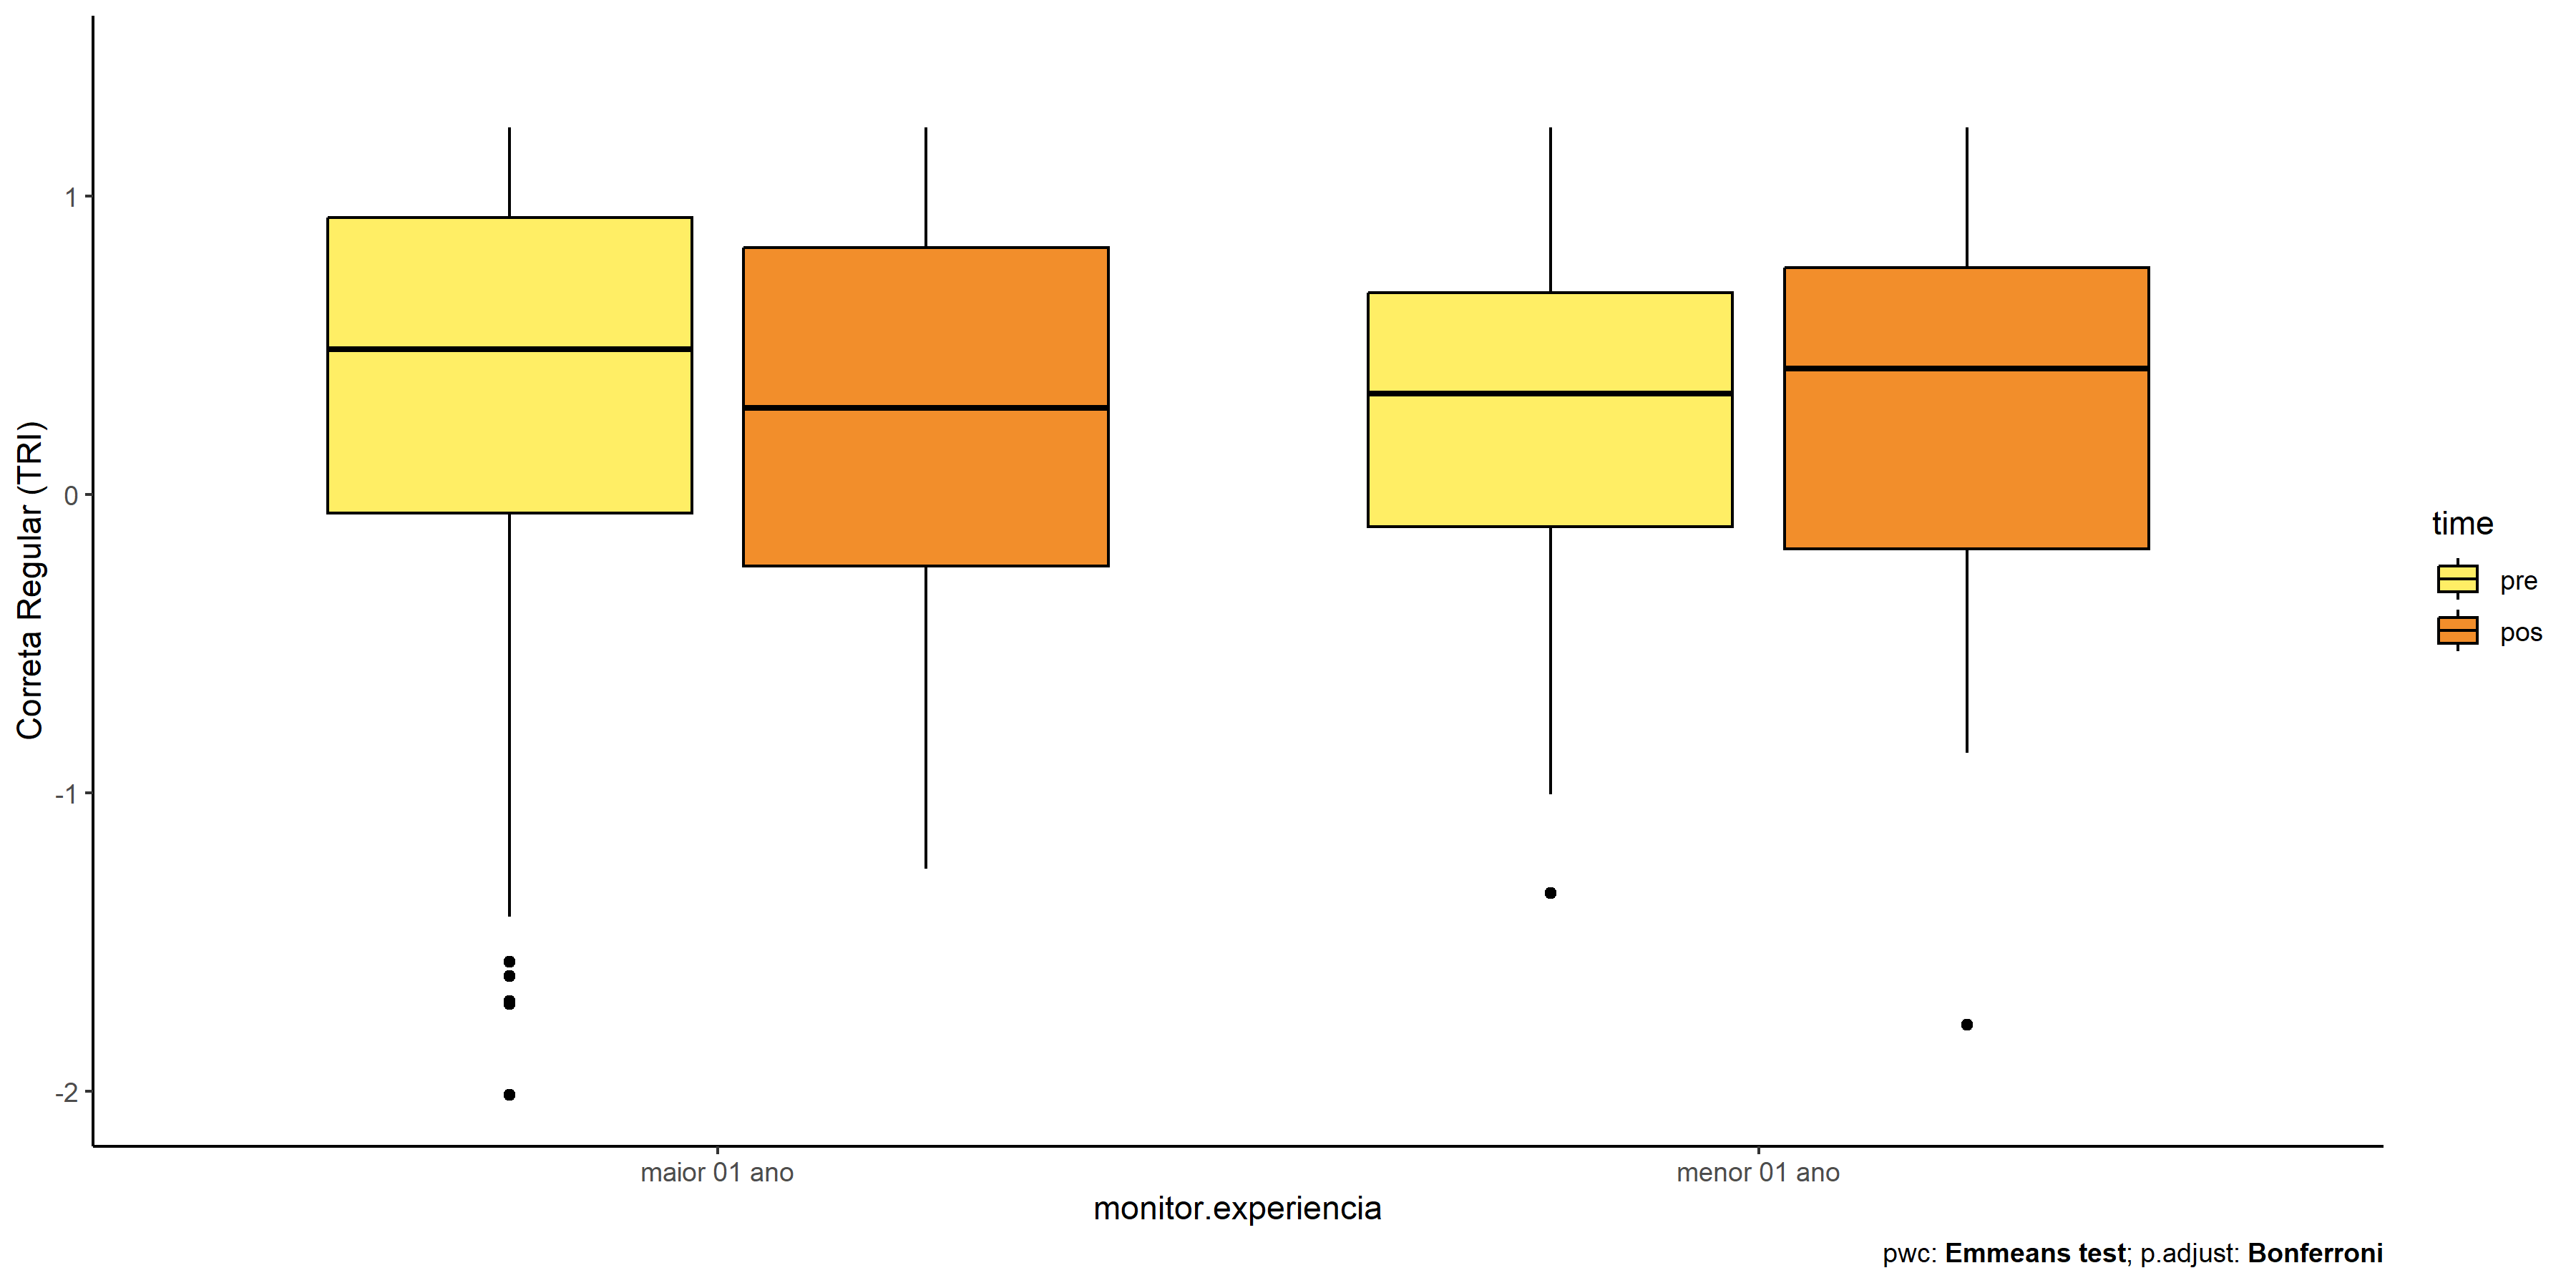 Correta Regular (TRI)
1
0
-1
-2
maior 01 ano
menor 01 ano
monitor.experiencia
time
pre
pos
pwc: Emmeans test; p.adjust: Bonferroni